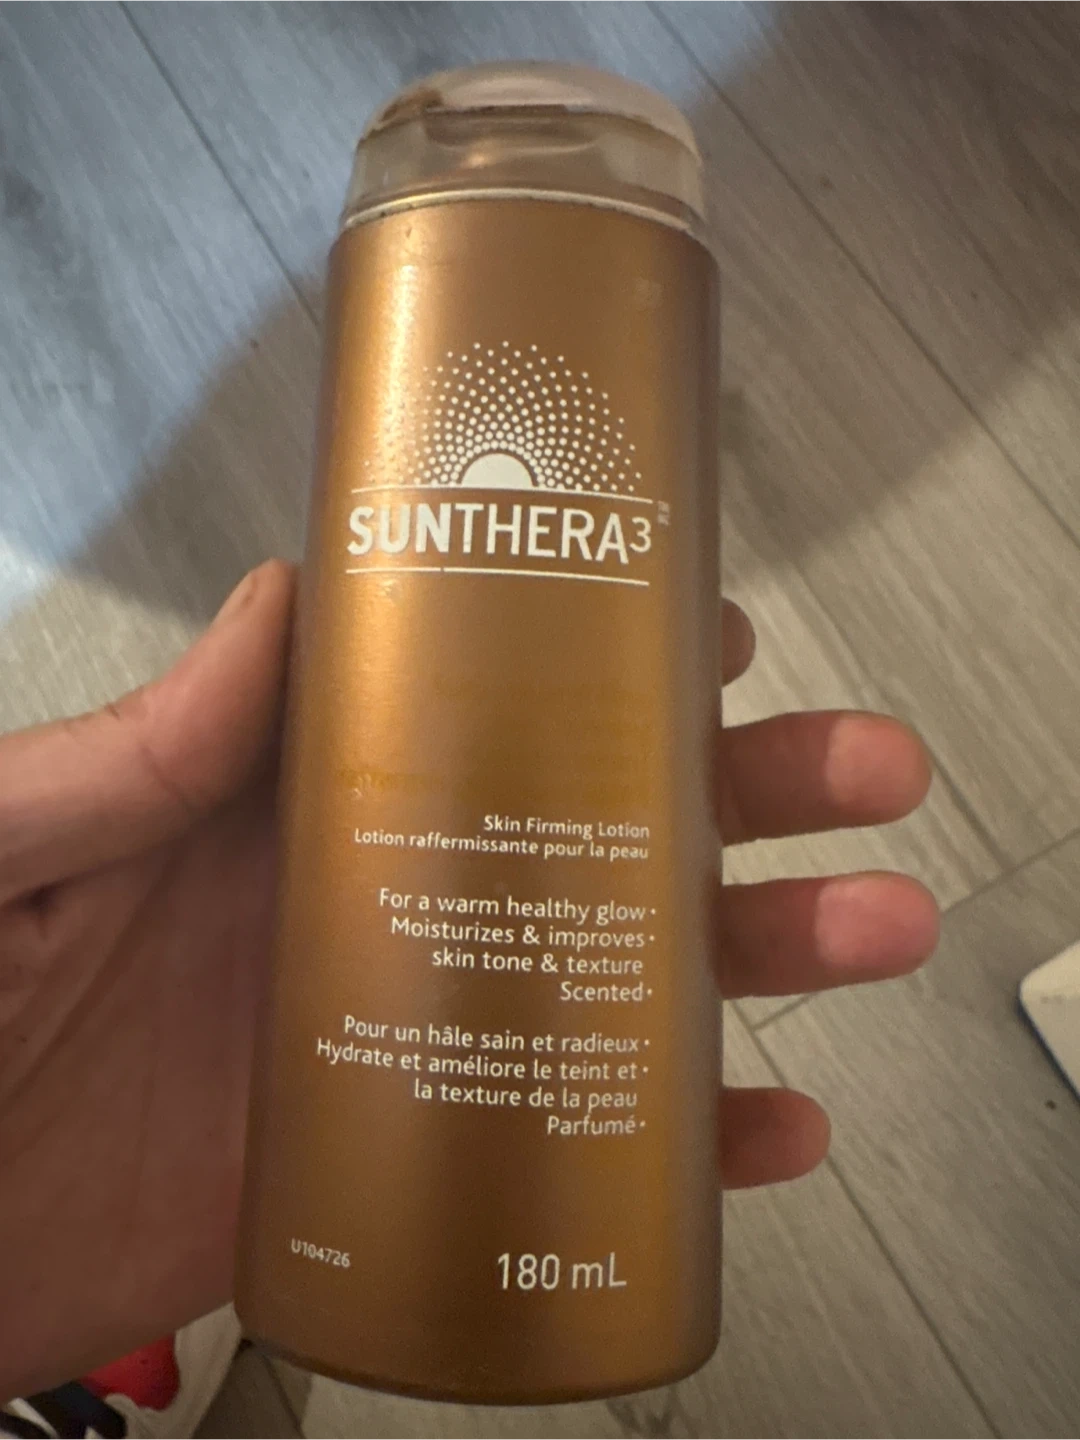 SUNTHERA3
Skin Firming Lotion
Lotion raffermissante pour la peau
For a warm healthy glow •
Moisturizes & improves •
skin tone & texture
Scented •
Pour un hâle sain et radieux •
Hydrate et améliore le teint et •
la texture de la peau
Parfumé •
U104726
180 mL